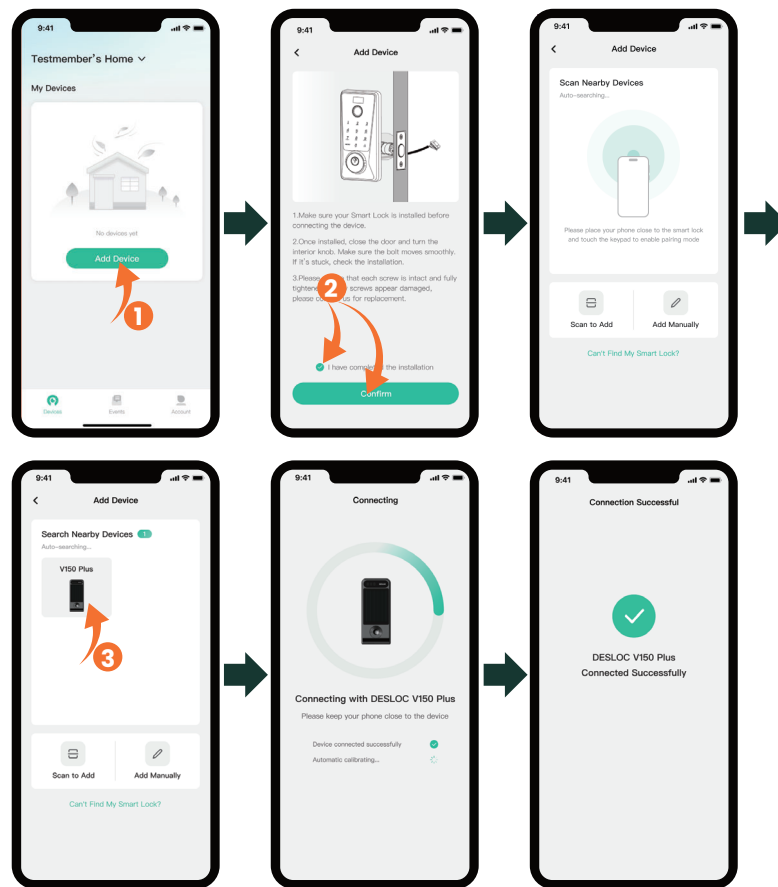 9:41
Testmember's Home
My Devices
No devices yet
Add Device
1
Devices
Events
Account
9:41
Add Device
1.Make sure your Smart Lock is installed before
connecting the device.
2.Once installed, close the door and turn the
interior knob. Make sure the bolt moves smoothly.
If it's stuck, check the installation.
3.Please that each screw is intact and fully
screws appear damaged,
please us for replacement.
2
I have the installation
Confirm
9:41
Add Device
Scan Nearby Devices
Auto-searching...
Please place your phone close to the smart lock
and touch the keypad to enable pairing mode
Scan to Add
Add Manually
Can't Find My Smart Lock?
9:41
Add Device
Search Nearby Devices 1
Auto-searching...
V150 Plus
3
Scan to Add
Add Manually
Can't Find My Smart Lock?
9:41
Connecting
Connecting with DESLOC V150 Plus
Please keep your phone close to the device
Device connected successfully
Automatic calibrating...
9:41
Connection Successful
DESLOC V150 Plus
Connected Successfully